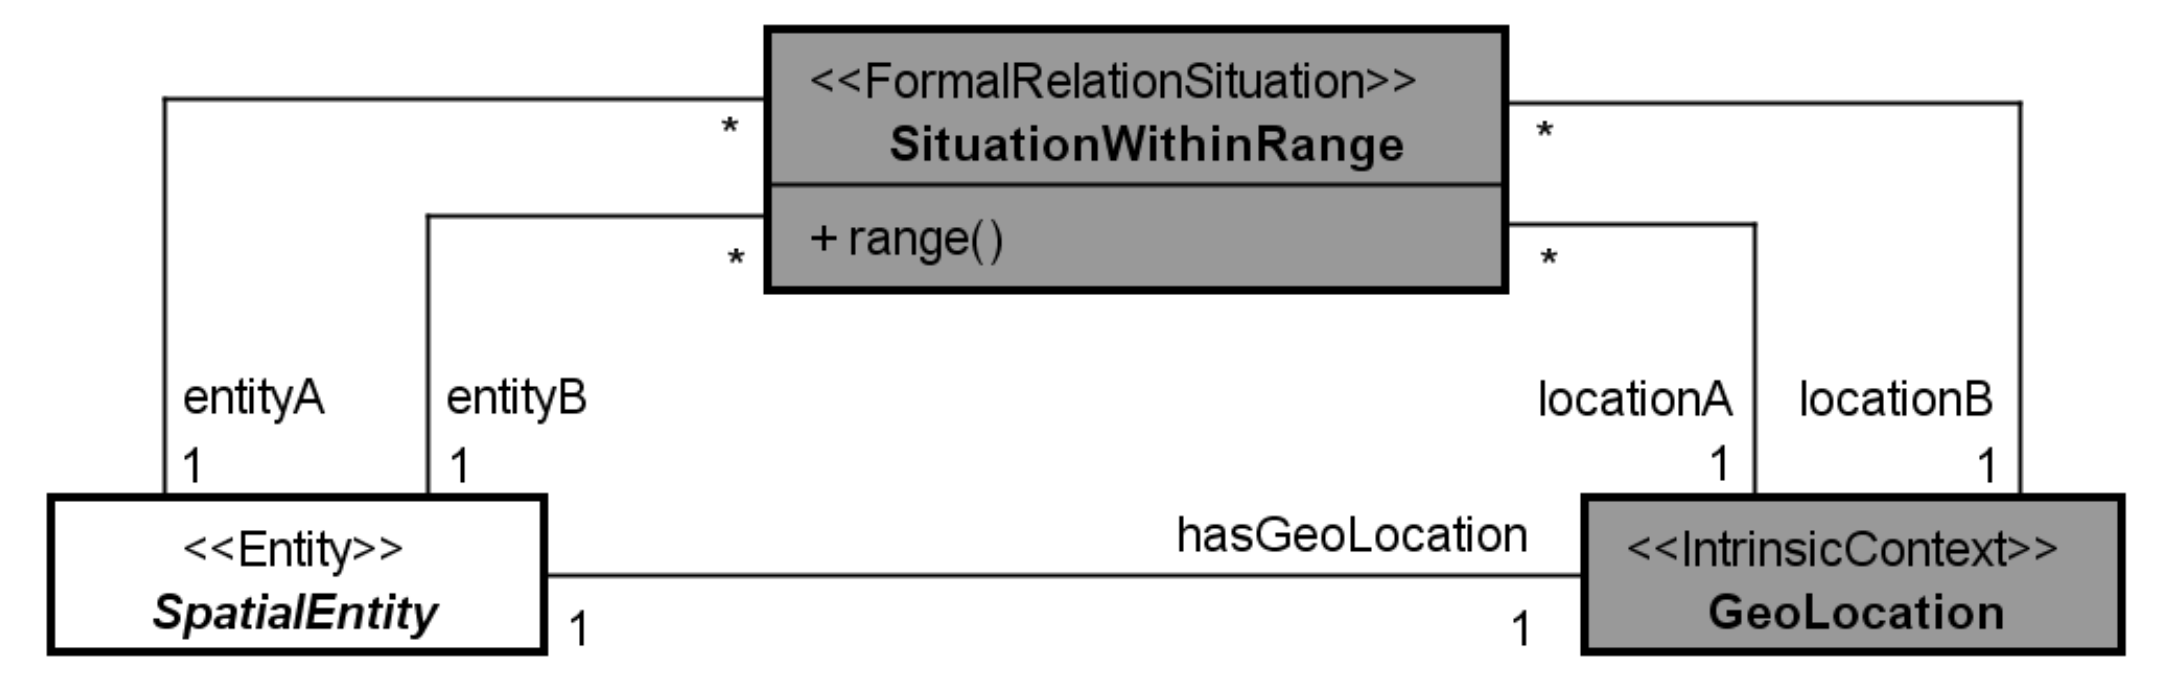 <<FormalRelationSituation>>
SituationWithinRange
+ range()
*
*
*
*
entityA
entityB
locationA
locationB
1
1
1
1
<<Entity>>
SpatialEntity
hasGeoLocation
1
1
<<IntrinsicContext>>
GeoLocation